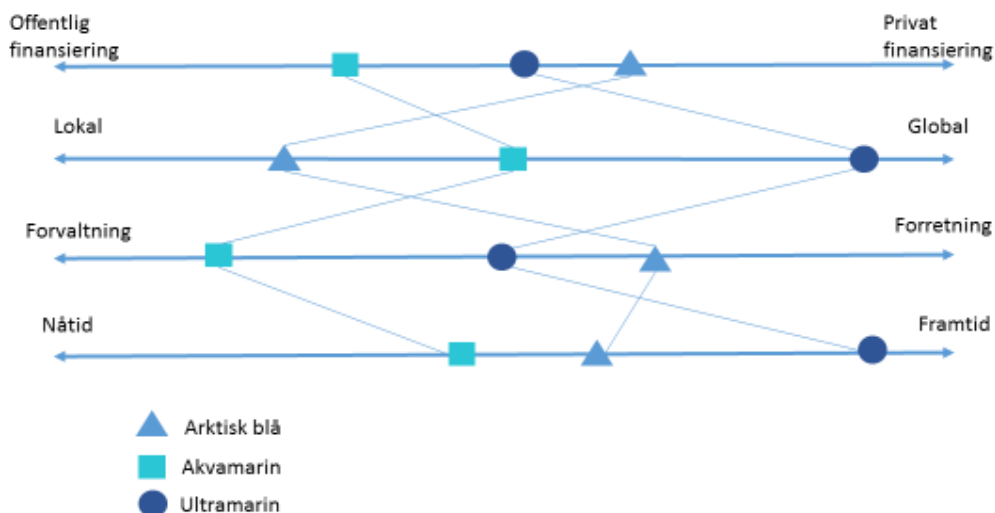 Offentlig
finansiering
Privat
finansiering
Lokal
Global
Forvaltning
Forretning
Nåtid
Framtid
Arktisk blå
Akvamarin
Ultramarin